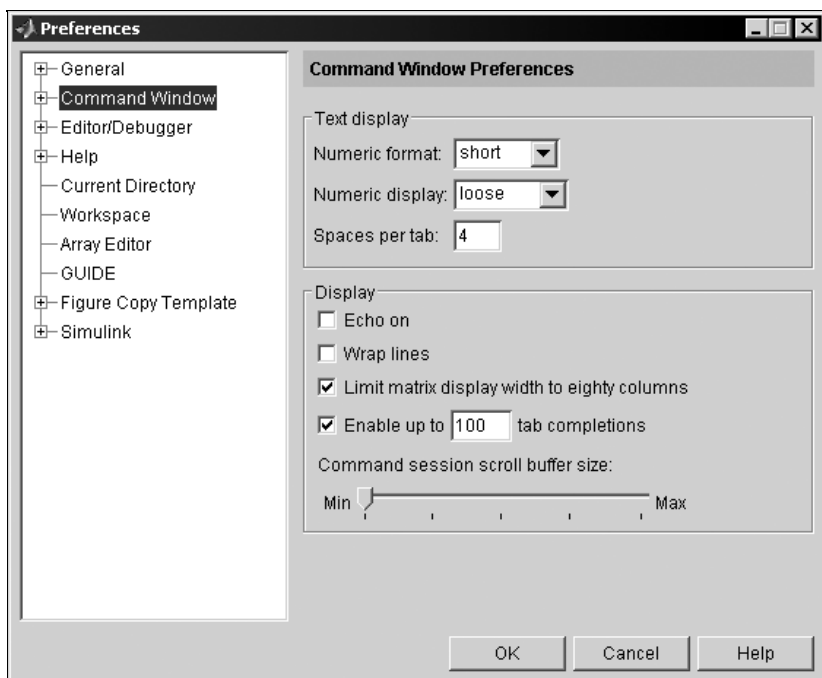 Preferences
General
Command Window
Editor/Debugger
Help
Current Directory
Workspace
Array Editor
GUIDE
Figure Copy Template
Simulink
Command Window Preferences
Text display
Numeric format: short
Numeric display: loose
Spaces per tab: 4
Display
Echo on
Wrap lines
Limit matrix display width to eighty columns
Enable up to 100 tab completions
Command session scroll buffer size:
Min Max
OK Cancel Help